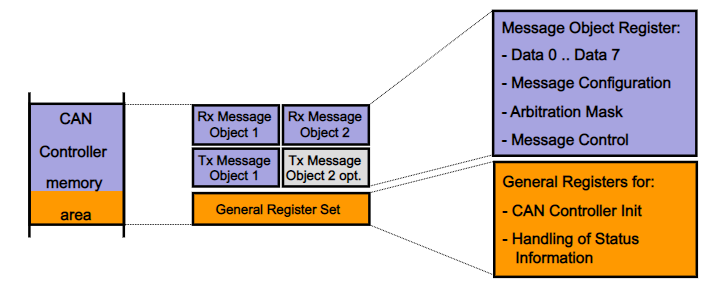 CAN
Controller
memory
area
Rx Message
Object 1
Rx Message
Object 2
Tx Message
Object 1
Tx Message
Object 2 opt.
General Register Set
Message Object Register:
- Data 0 .. Data 7
- Message Configuration
- Arbitration Mask
- Message Control
General Registers for:
- CAN Controller Init
- Handling of Status
Information